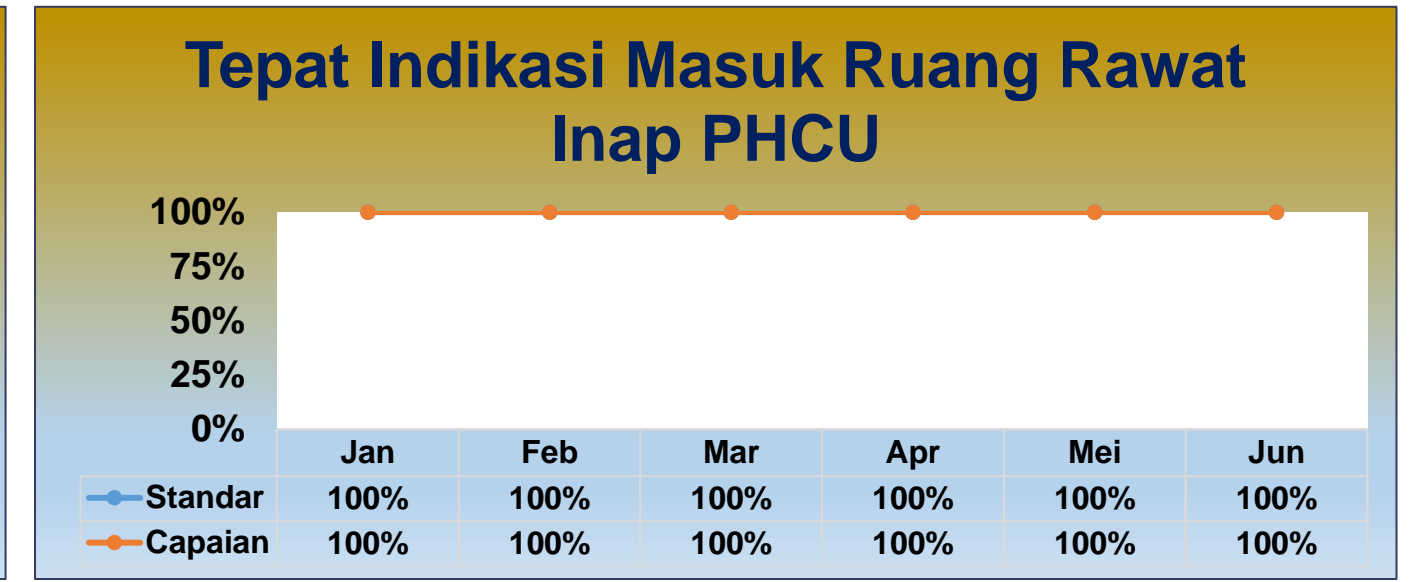 Tepat Indikasi Masuk Ruang Rawat
Inap PHCU
100%
75%
50%
25%
0%
Jan Feb Mar Apr Mei Jun
Standar 100% 100% 100% 100% 100% 100%
Capaian 100% 100% 100% 100% 100% 100%